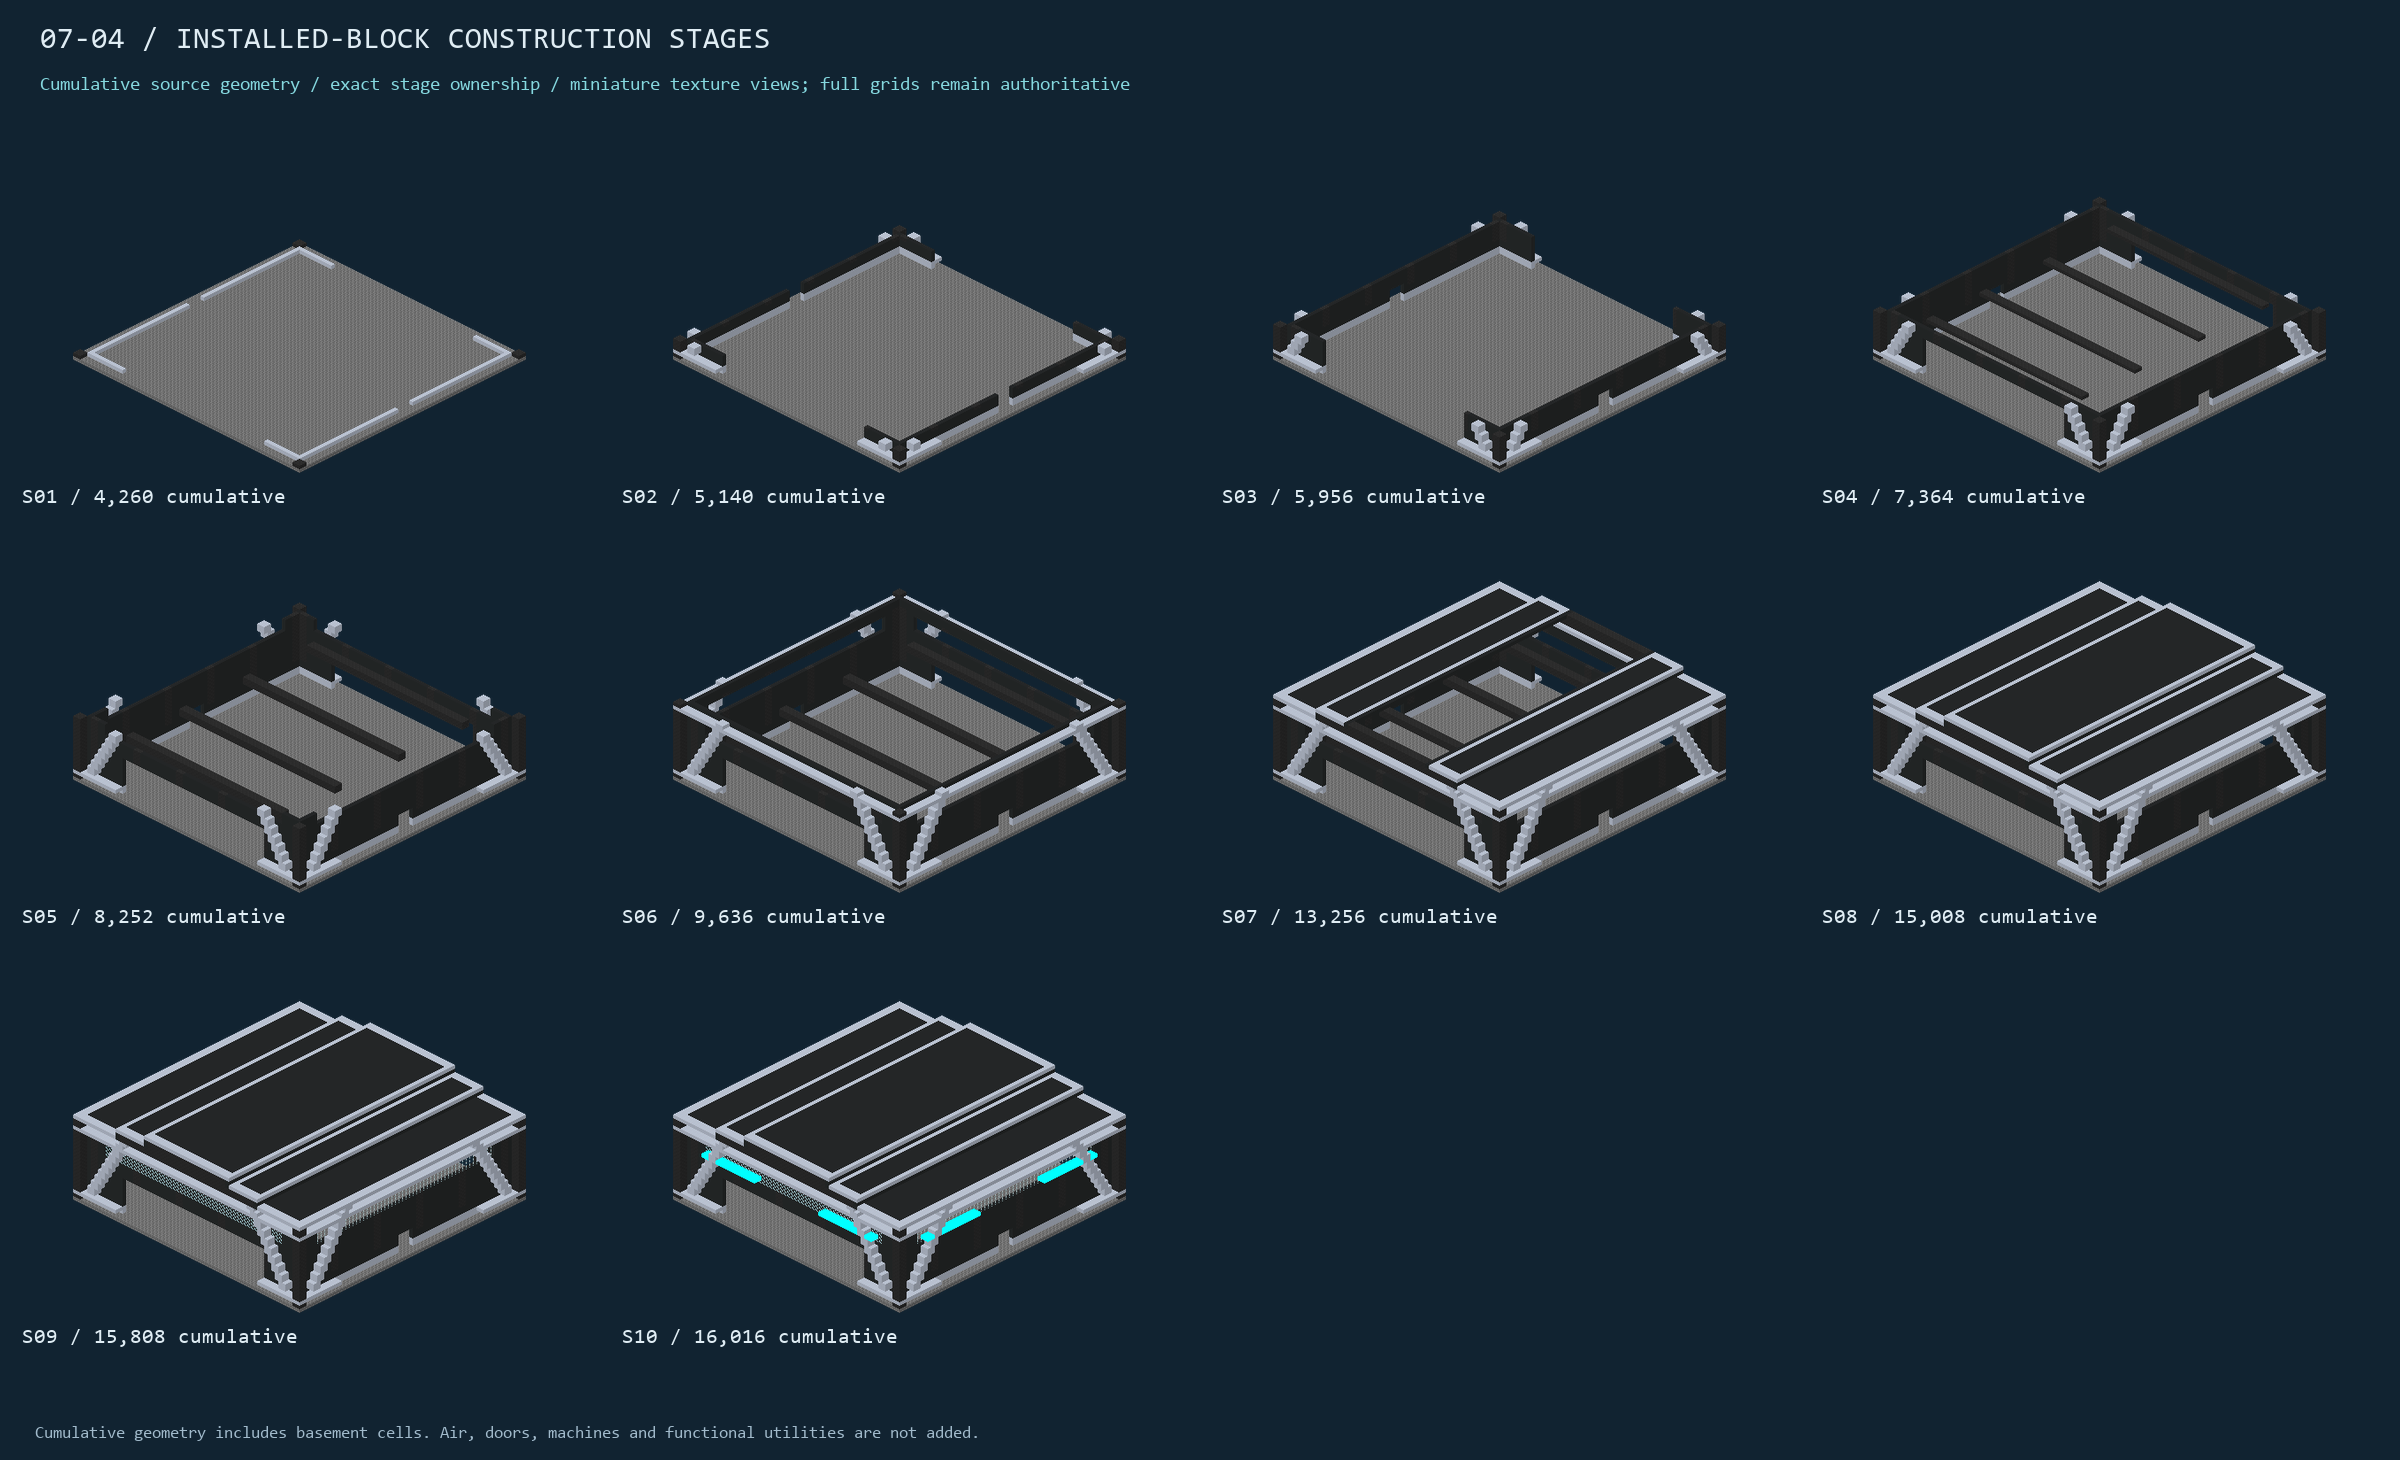 07-04 / INSTALLED-BLOCK CONSTRUCTION STAGES
Cumulative source geometry / exact stage ownership / miniature texture views; full grids remain authoritative
S01 / 4,260 cumulative
S02 / 5,140 cumulative
S03 / 5,956 cumulative
S04 / 7,364 cumulative
S05 / 8,252 cumulative
S06 / 9,636 cumulative
S07 / 13,256 cumulative
S08 / 15,008 cumulative
S09 / 15,808 cumulative
S10 / 16,016 cumulative
Cumulative geometry includes basement cells. Air, doors, machines and functional utilities are not added.